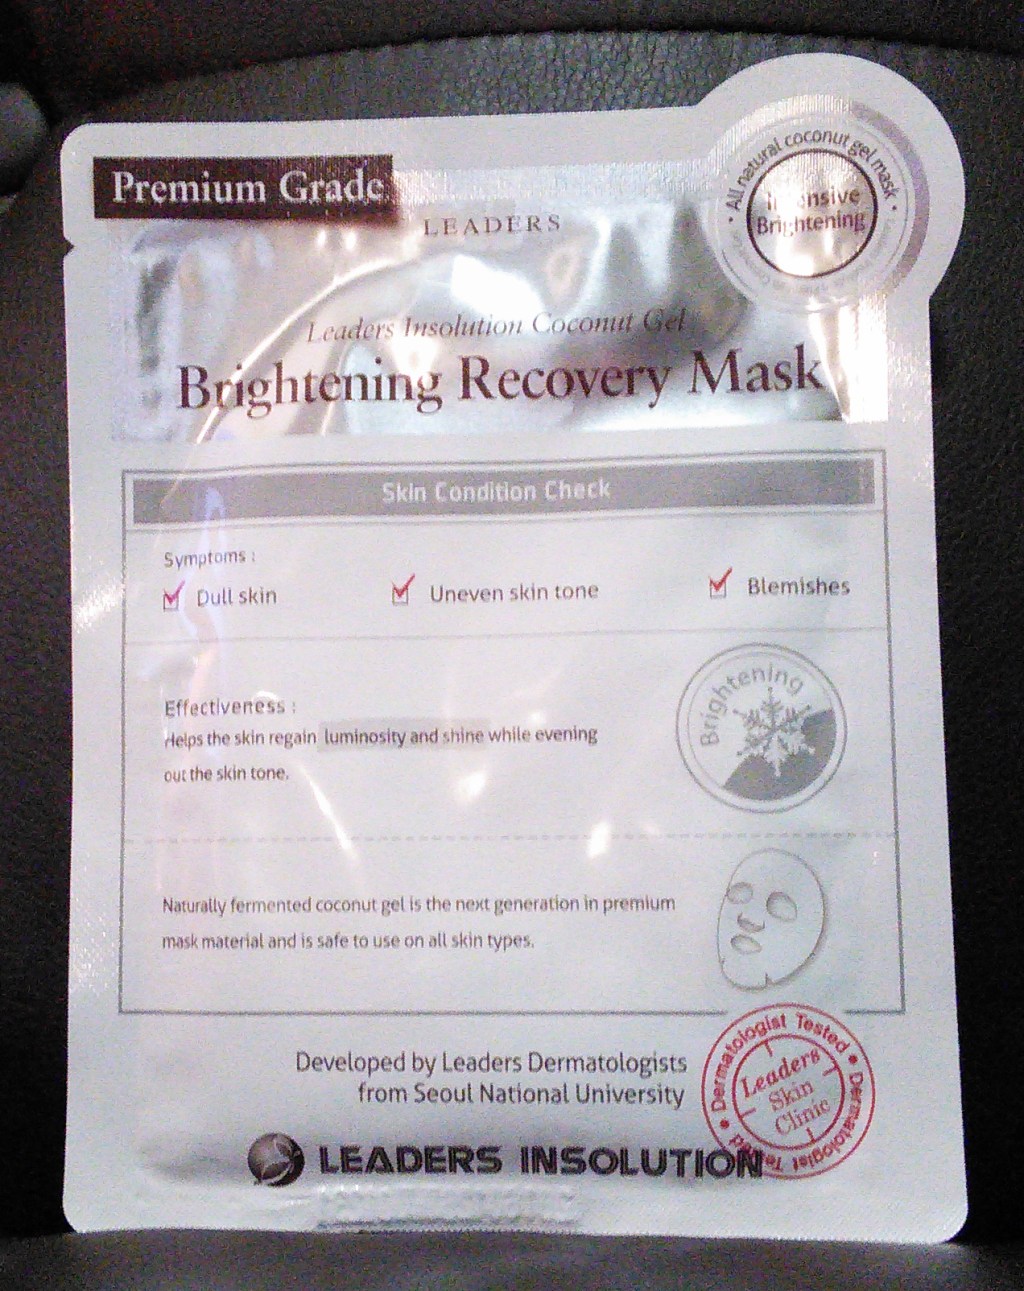 Premium Grade
LEADERS
All natural coconut gel mask
Intensive
Brightening
Leaders Insolution Coconut Gel
Brightening Recovery Mask
Skin Condition Check
Symptoms :
Dull skin
Uneven skin tone
Blemishes
Brightening
Effectiveness :
Helps the skin regain luminosity and shine while evening
out the skin tone.
Naturally fermented coconut gel is the next generation in premium
mask material and is safe to use on all skin types.
Developed by Leaders Dermatologists
from Seoul National University
• Dermatologist Tested • Dermatologist Tested
Leaders
Skin
Clinic
LEADERS INSOLUTION